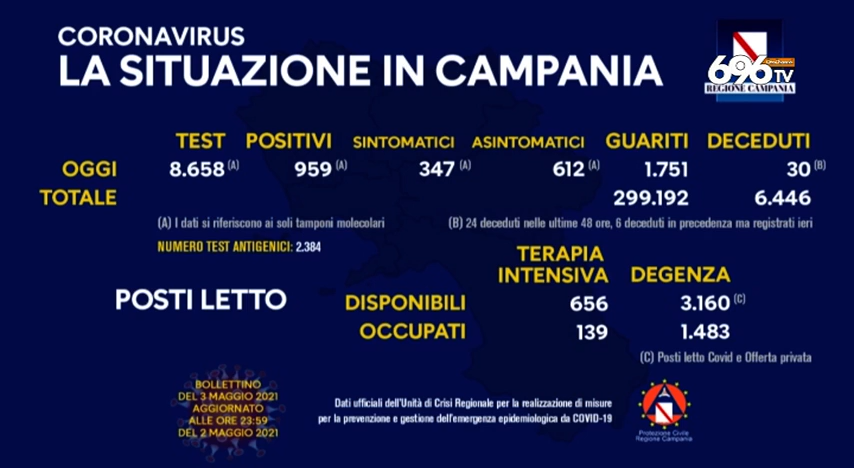 CORONAVIRUS
LA SITUAZIONE IN CAMPANIA
696 TV
REGIONE CAMPANIA
TEST POSITIVI SINTOMATICI ASINTOMATICI GUARITI DECEDUTI
OGGI 8.658 (A) 959 (A) 347 (A) 612 (A) 1.751 30 (B)
TOTALE 299.192 6.446
(A) I dati si riferiscono ai soli tamponi molecolari (B) 24 deceduti nelle ultime 48 ore, 6 deceduti in precedenza ma registrati ieri
NUMERO TEST ANTIGENICI: 2.384
TERAPIA
INTENSIVA DEGENZA
POSTI LETTO DISPONIBILI 656 3.160 (C)
OCCUPATI 139 1.483
(C) Posti letto Covid e Offerta privata
BOLLETTINO
DEL 3 MAGGIO 2021
AGGIORNATO
ALLE ORE 23:59
DEL 2 MAGGIO 2021
Dati ufficiali dell'Unità di Crisi Regionale per la realizzazione di misure
per la prevenzione e gestione dell'emergenza epidemiologica da COVID-19
Protezione Civile
Regione Campania